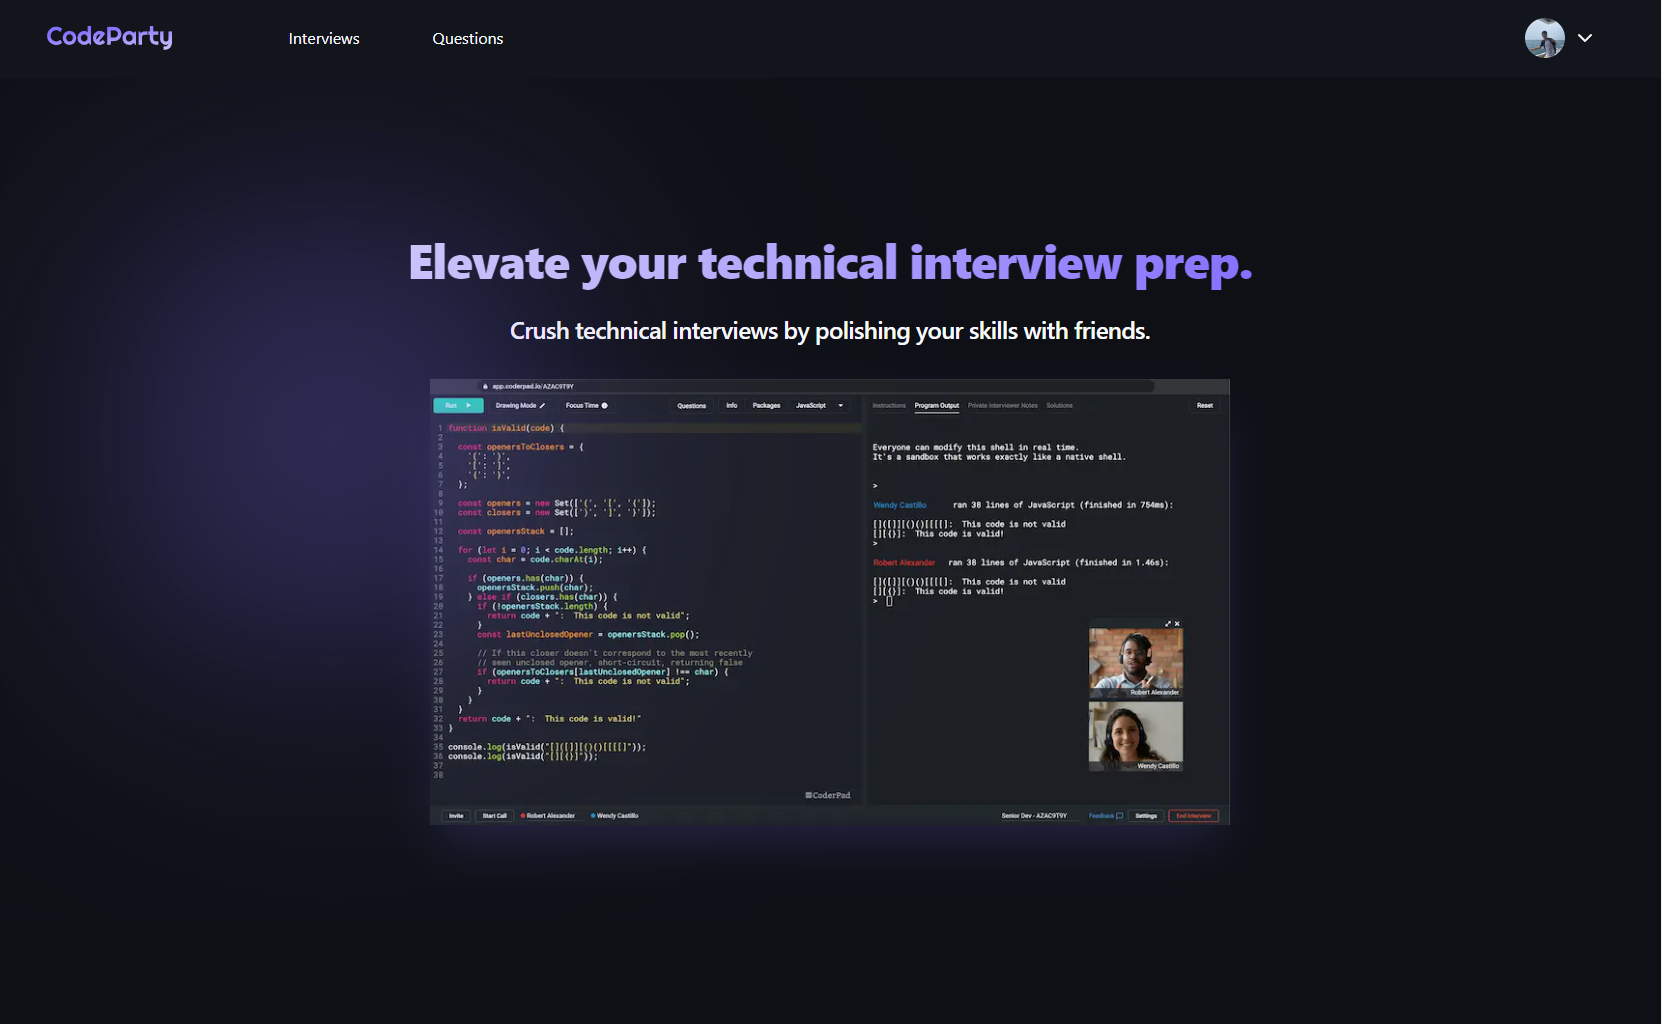 CodeParty
Interviews
Questions
Elevate your technical interview prep.
Crush technical interviews by polishing your skills with friends.
app.coderpad.io/AZAC9T9Y
Run
Drawing Mode
Focus Time
Questions
Info
Packages
JavaScript
Instructions
Program Output
Private Interviewer Notes
Solutions
Reset
1 function isValid(code) {
2
3 const openersToClosers = {
4 '(': ')',
5 '[': ']',
6 '{': '}',
7 };
8
9 const openers = new Set(['(', '[', '{']);
10 const closers = new Set([')', ']', '}']);
11
12 const openersStack = [];
13
14 for (let i = 0; i < code.length; i++) {
15 const char = code.charAt(i);
16
17 if (openers.has(char)) {
18 openersStack.push(char);
19 } else if (closers.has(char)) {
20 if (!openersStack.length) {
21 return code + ":  This code is not valid";
22 }
23 const lastUnclosedOpener = openersStack.pop();
24
25 // If this closer doesn't correspond to the most recently
26 // seen unclosed opener, short-circuit, returning false
27 if (openersToClosers[lastUnclosedOpener] !== char) {
28 return code + ":  This code is not valid";
29 }
30 }
31 }
32 return code + ":  This code is valid!"
33 }
34
35 console.log(isValid("[]([]][()()[[[[]"));
36 console.log(isValid("[][{}]"));
37
38
CoderPad
Everyone can modify this shell in real time.
It's a sandbox that works exactly like a native shell.
>
Wendy Castillo ran 38 lines of JavaScript (finished in 754ms):
[]([]][()()[[[[]:  This code is not valid
[][{}]:  This code is valid!
>
Robert Alexander ran 38 lines of JavaScript (finished in 1.46s):
[]([]][()()[[[[]:  This code is not valid
[][{}]:  This code is valid!
>
Robert Alexander
Wendy Castillo
Invite
Start Call
Robert Alexander
Wendy Castillo
Senior Dev - AZAC9T9Y
Feedback
Settings
End Interview